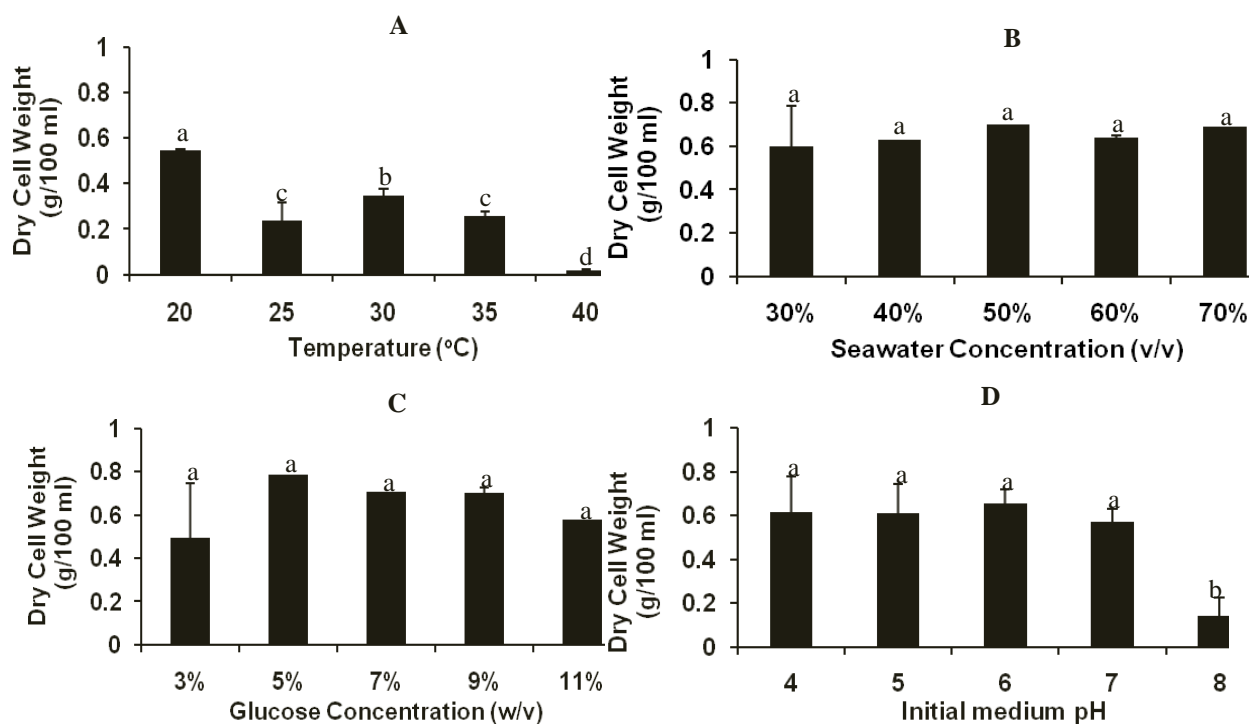 A
Dry Cell Weight
(g/100 ml)
1
0.8
0.6
0.4
0.2
0
a
c
b
c
d
20 25 30 35 40
Temperature (ºC)
B
Dry Cell Weight
(g/100 ml)
1
0.8
0.6
0.4
0.2
0
a
a
a
a
a
30% 40% 50% 60% 70%
Seawater Concentration (v/v)
C
Dry Cell Weight
(g/100 ml)
1
0.8
0.6
0.4
0.2
0
a
a
a
a
a
3% 5% 7% 9% 11%
Glucose Concentration (w/v)
D
Dry Cell Weight
(g/100 ml)
1
0.8
0.6
0.4
0.2
0
a
a
a
a
b
4 5 6 7 8
Initial medium pH